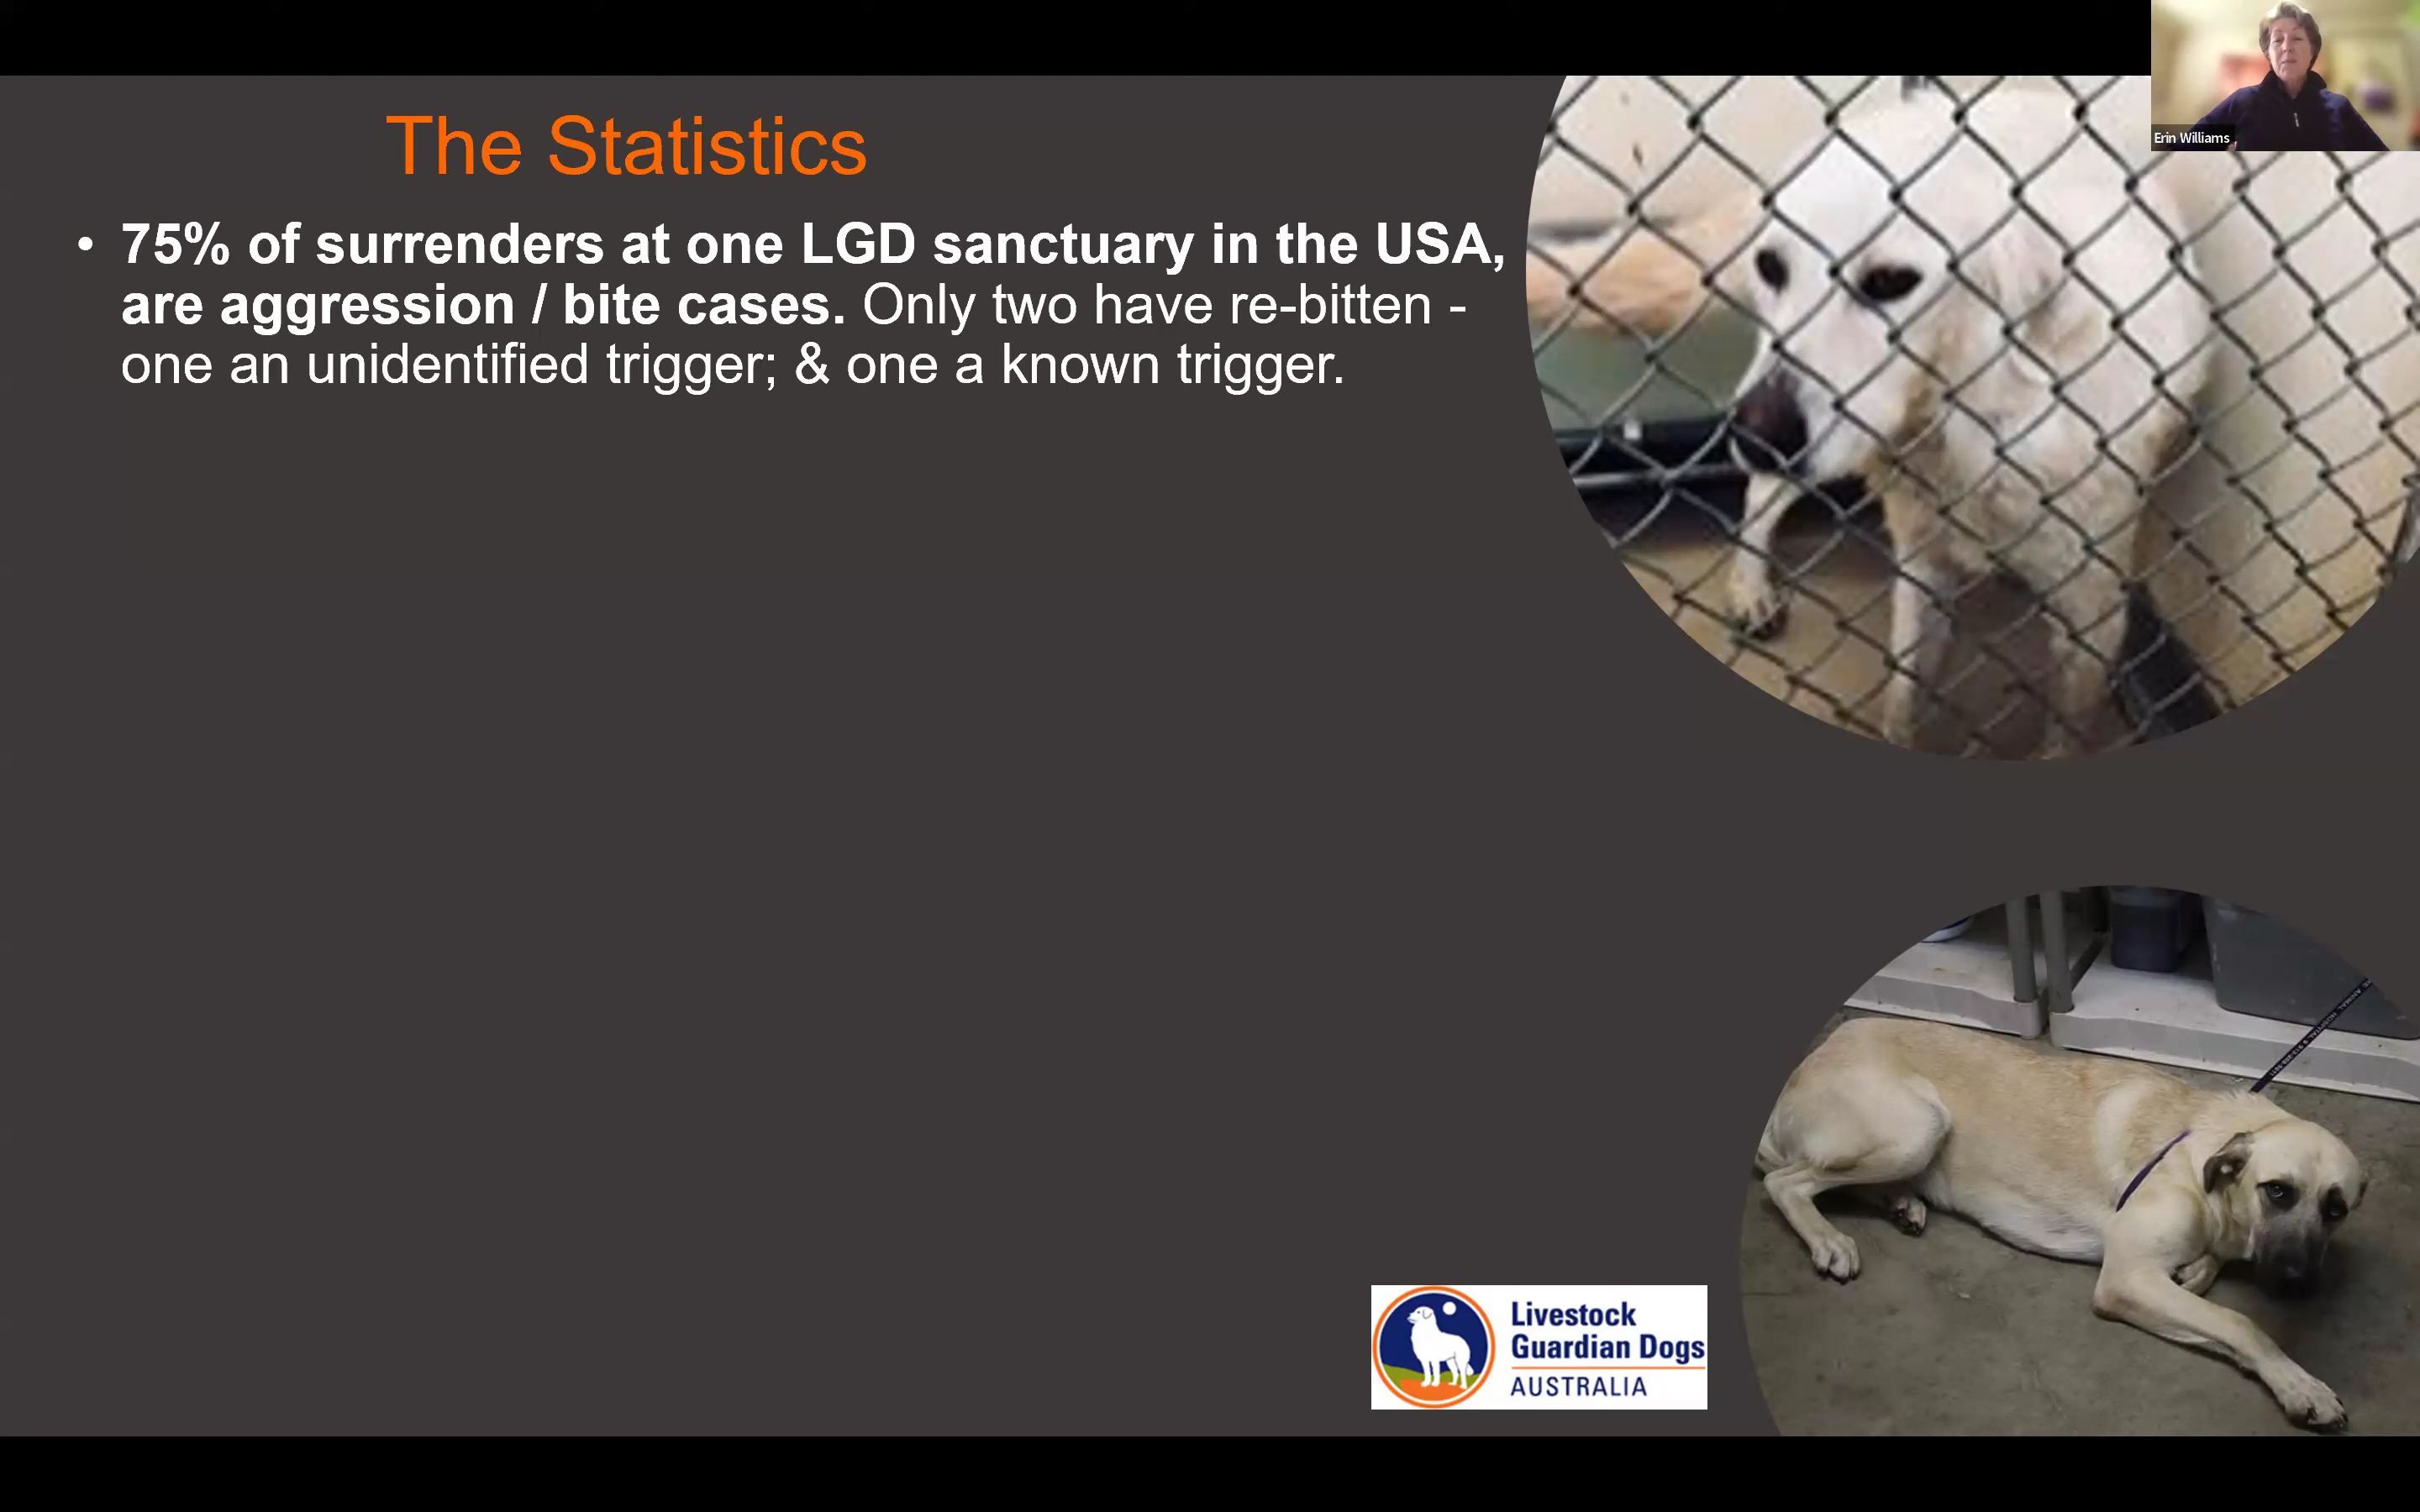 Erin Williams
The Statistics
• 75% of surrenders at one LGD sanctuary in the USA,
are aggression / bite cases. Only two have re-bitten -
one an unidentified trigger; & one a known trigger.
Livestock
Guardian Dogs
AUSTRALIA